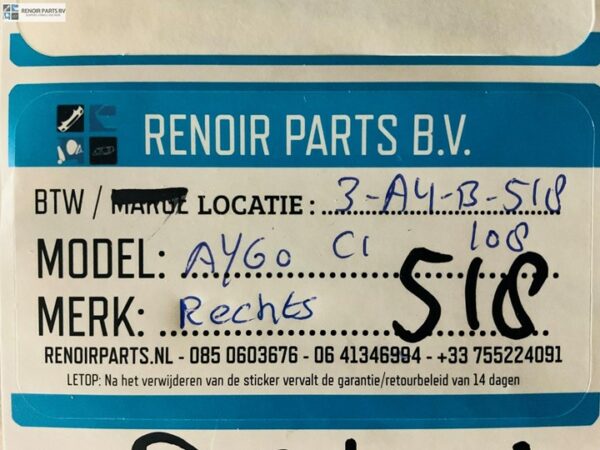 RENOIR PARTS BV
RENOIR PARTS B.V.
BTW / MARGE LOCATIE : 3-A4-B-518
MODEL: AYGO C1 108
MERK: Rechts 518
RENOIRPARTS.NL - 085 0603676 - 06 41346994 - +33 755224091
LETOP: Na het verwijderen van de sticker vervalt de garantie/retourbeleid van 14 dagen